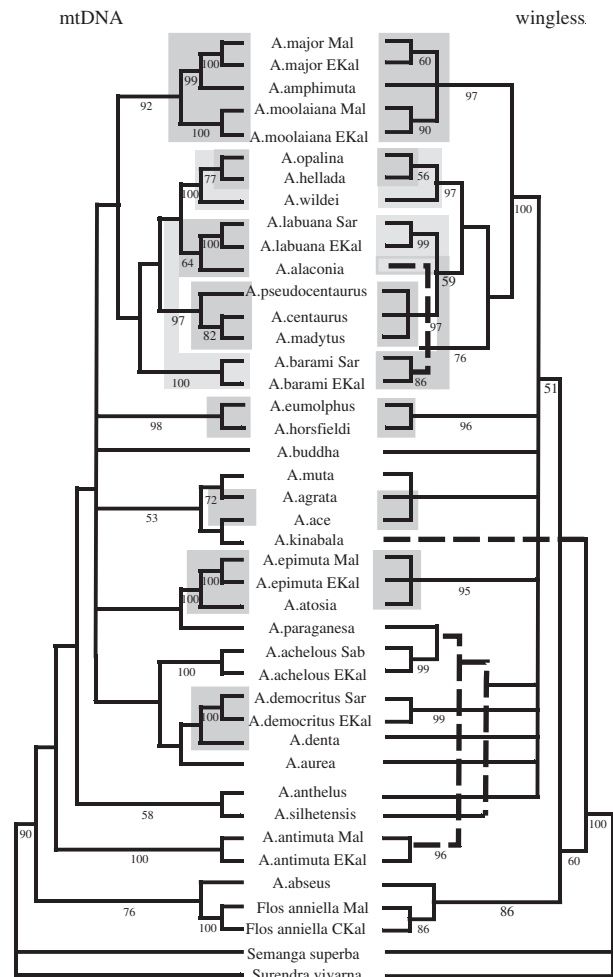 mtDNA
wingless
A.major Mal
A.major EKal
A.amphimuta
A.moolaiana Mal
A.moolaiana EKal
A.opalina
A.hellada
A.wildei
A.labuana Sar
A.labuana EKal
A.alaconia
A.pseudocentaurus
A.centaurus
A.madytus
A.barami Sar
A.barami EKal
A.eumolphus
A.horsfieldi
A.buddha
A.muta
A.agrata
A.ace
A.kinabala
A.epimuta Mal
A.epimuta EKal
A.atosia
A.paraganesa
A.achelous Sab
A.achelous EKal
A.democritus Sar
A.democritus EKal
A.denta
A.aurea
A.anthelus
A.silhetensis
A.antimuta Mal
A.antimuta EKal
A.abseus
Flos anniella Mal
Flos anniella CKal
Semanga superba
Surendra vivarna
100
99
92
100
77
100
100
64
97
82
100
98
72
53
100
100
100
100
58
90
100
76
100
60
97
90
56
97
100
99
59
97
76
86
51
96
95
99
99
96
100
60
86
86